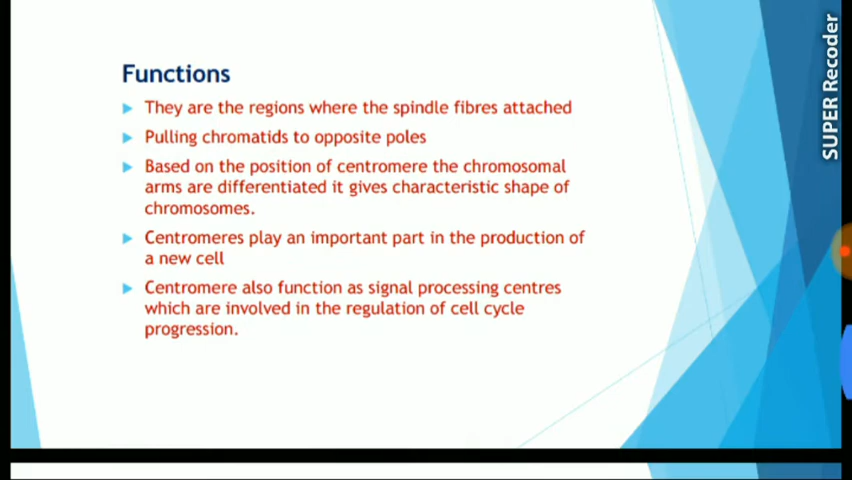 Functions
They are the regions where the spindle fibres attached
Pulling chromatids to opposite poles
Based on the position of centromere the chromosomal
arms are differentiated it gives characteristic shape of
chromosomes.
Centromeres play an important part in the production of
a new cell
Centromere also function as signal processing centres
which are involved in the regulation of cell cycle
progression.
SUPER Recoder